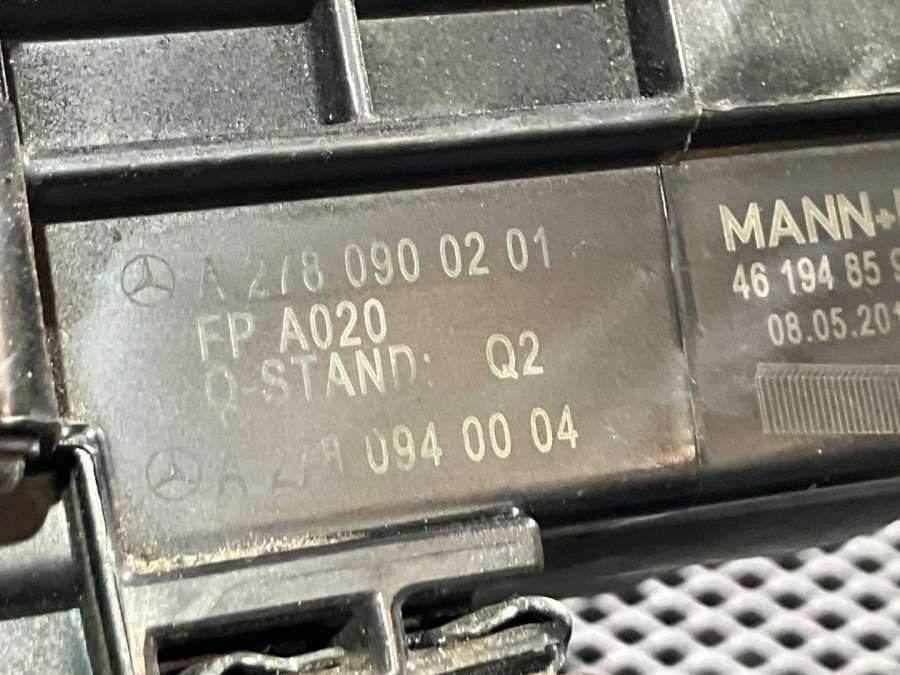 A 278 090 02 01
FP A020
Q-STAND: Q2
A 278 094 00 04
MANN+
46 194 85 9
08.05.201